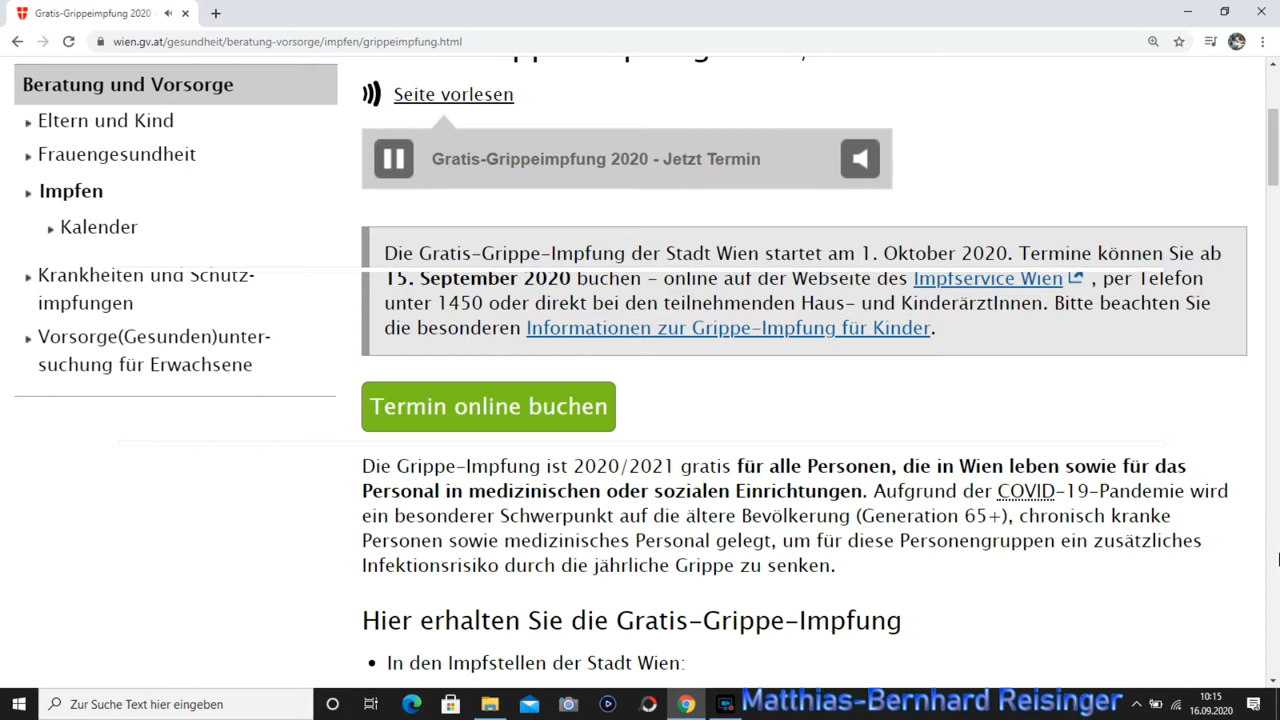 Gratis-Grippeimpfung 2020
wien.gv.at/gesundheit/beratung-vorsorge/impfen/grippeimpfung.html
Beratung und Vorsorge
Eltern und Kind
Frauengesundheit
Impfen
Kalender
Krankheiten und Schutz-
impfungen
Vorsorge(Gesunden)unter-
suchung für Erwachsene
Seite vorlesen
Gratis-Grippeimpfung 2020 - Jetzt Termin
Die Gratis-Grippe-Impfung der Stadt Wien startet am 1. Oktober 2020. Termine können Sie ab
15. September 2020 buchen - online auf der Webseite des Impfservice Wien , per Telefon
unter 1450 oder direkt bei den teilnehmenden Haus- und KinderärztInnen. Bitte beachten Sie
die besonderen Informationen zur Grippe-Impfung für Kinder.
Termin online buchen
Die Grippe-Impfung ist 2020/2021 gratis für alle Personen, die in Wien leben sowie für das
Personal in medizinischen oder sozialen Einrichtungen. Aufgrund der COVID-19-Pandemie wird
ein besonderer Schwerpunkt auf die ältere Bevölkerung (Generation 65+), chronisch kranke
Personen sowie medizinisches Personal gelegt, um für diese Personengruppen ein zusätzliches
Infektionsrisiko durch die jährliche Grippe zu senken.
Hier erhalten Sie die Gratis-Grippe-Impfung
• In den Impfstellen der Stadt Wien:
Zur Suche Text hier eingeben
Matthias-Bernhard Reisinger
10:15
16.09.2020